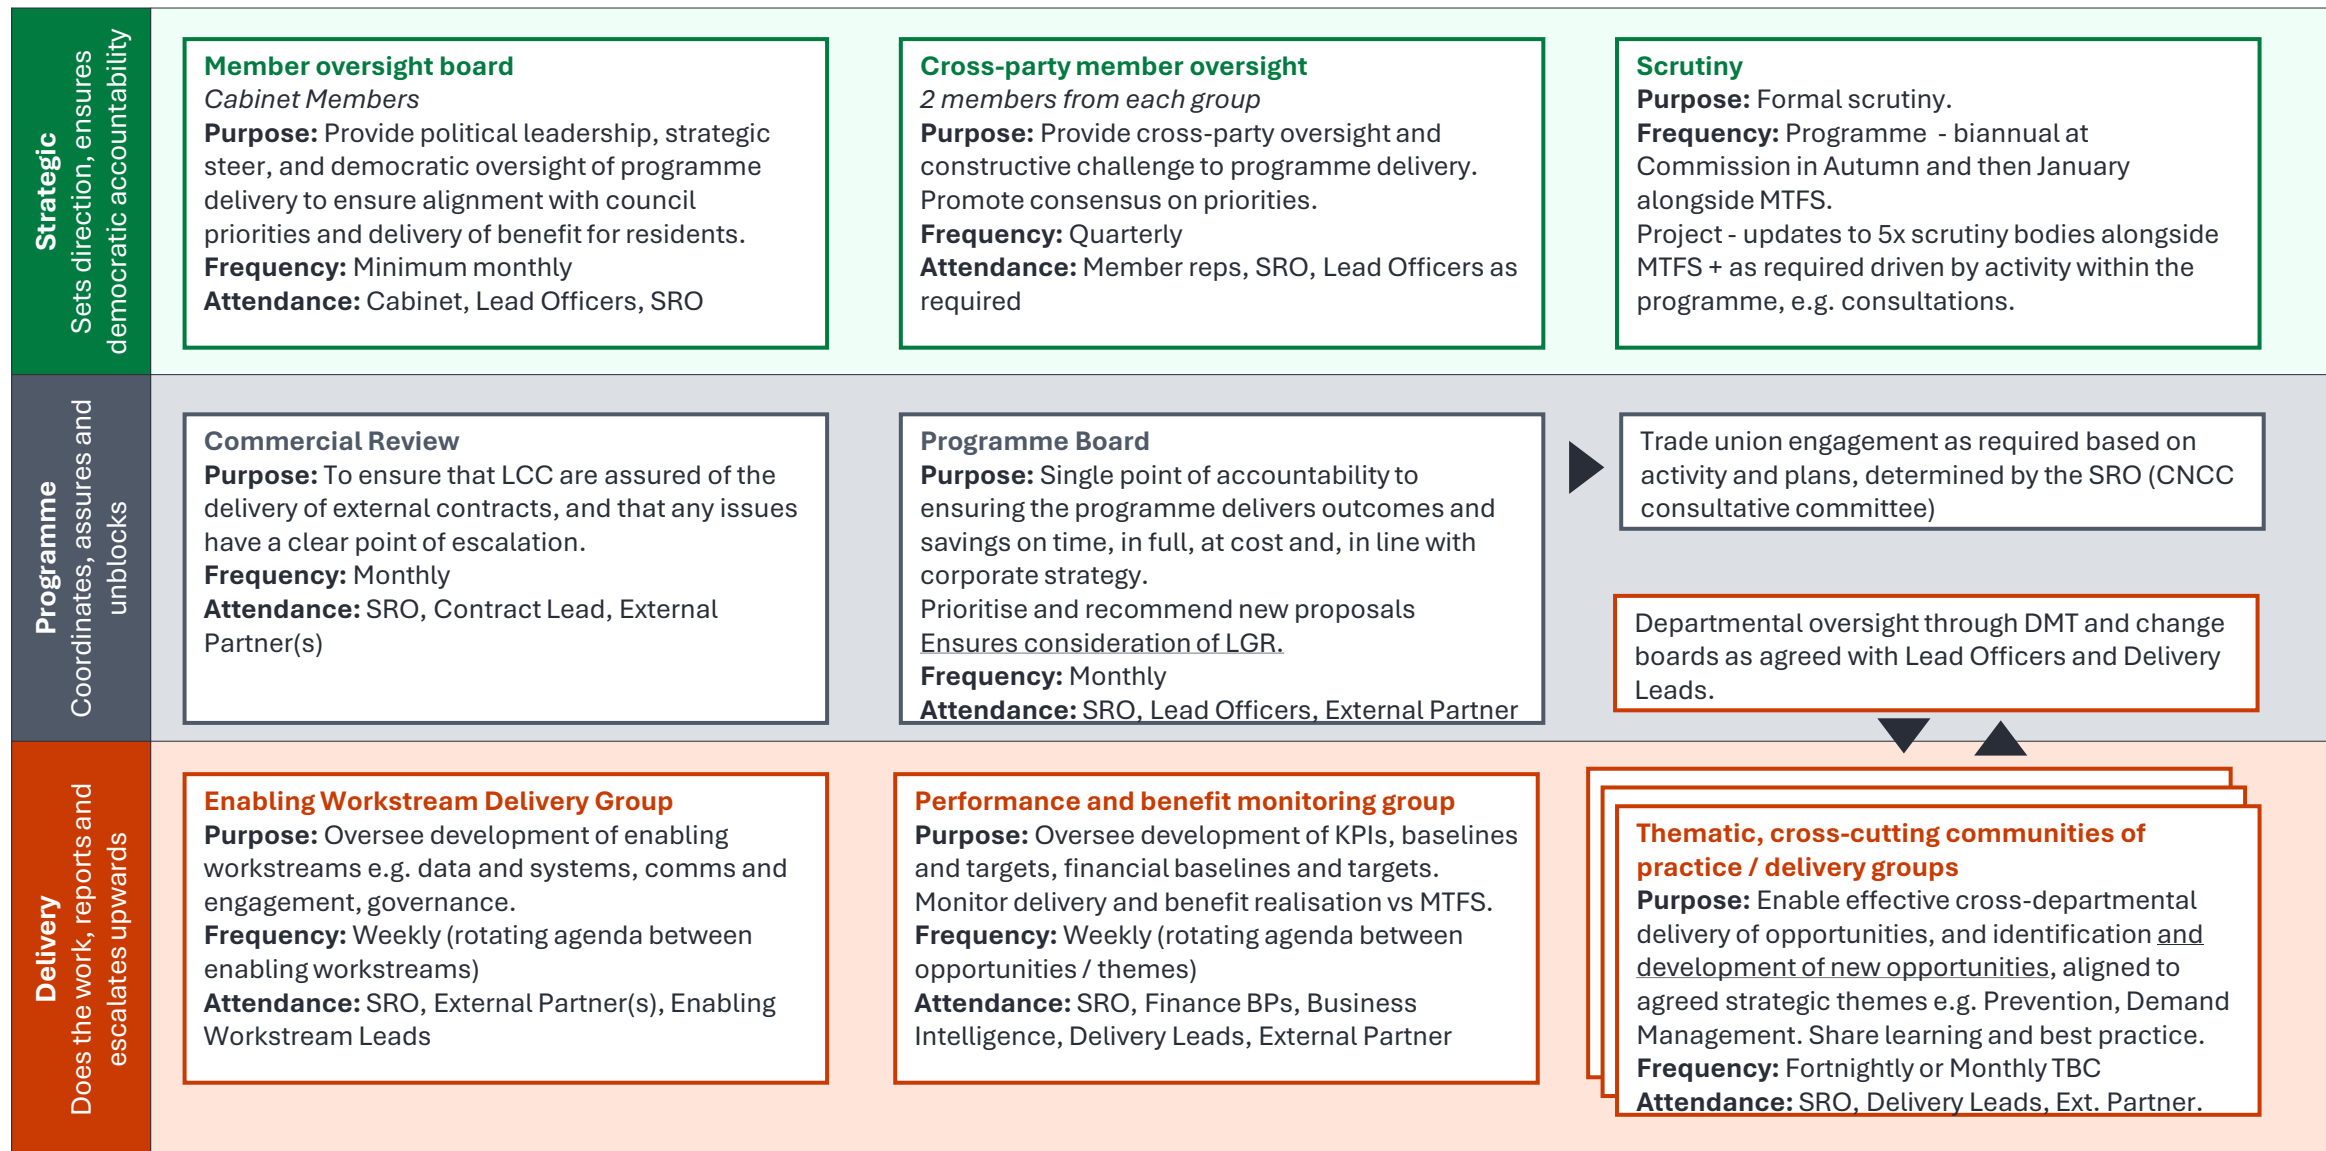 Strategic
Sets direction, ensures
democratic accountability
Member oversight board
Cabinet Members
Purpose: Provide political leadership, strategic
steer, and democratic oversight of programme
delivery to ensure alignment with council
priorities and delivery of benefit for residents.
Frequency: Minimum monthly
Attendance: Cabinet, Lead Officers, SRO
Cross-party member oversight
2 members from each group
Purpose: Provide cross-party oversight and
constructive challenge to programme delivery.
Promote consensus on priorities.
Frequency: Quarterly
Attendance: Member reps, SRO, Lead Officers as
required
Scrutiny
Purpose: Formal scrutiny.
Frequency: Programme - biannual at
Commission in Autumn and then January
alongside MTFS.
Project - updates to 5x scrutiny bodies alongside
MTFS + as required driven by activity within the
programme, e.g. consultations.
Programme
Coordinates, assures and
unblocks
Commercial Review
Purpose: To ensure that LCC are assured of the
delivery of external contracts, and that any issues
have a clear point of escalation.
Frequency: Monthly
Attendance: SRO, Contract Lead, External
Partner(s)
Programme Board
Purpose: Single point of accountability to
ensuring the programme delivers outcomes and
savings on time, in full, at cost and, in line with
corporate strategy.
Prioritise and recommend new proposals
Ensures consideration of LGR.
Frequency: Monthly
Attendance: SRO, Lead Officers, External Partner
Trade union engagement as required based on
activity and plans, determined by the SRO (CNCC
consultative committee)
Departmental oversight through DMT and change
boards as agreed with Lead Officers and Delivery
Leads.
Delivery
Does the work, reports and
escalates upwards
Enabling Workstream Delivery Group
Purpose: Oversee development of enabling
workstreams e.g. data and systems, comms and
engagement, governance.
Frequency: Weekly (rotating agenda between
enabling workstreams)
Attendance: SRO, External Partner(s), Enabling
Workstream Leads
Performance and benefit monitoring group
Purpose: Oversee development of KPIs, baselines
and targets, financial baselines and targets.
Monitor delivery and benefit realisation vs MTFS.
Frequency: Weekly (rotating agenda between
opportunities / themes)
Attendance: SRO, Finance BPs, Business
Intelligence, Delivery Leads, External Partner
Thematic, cross-cutting communities of
practice / delivery groups
Purpose: Enable effective cross-departmental
delivery of opportunities, and identification and
development of new opportunities, aligned to
agreed strategic themes e.g. Prevention, Demand
Management. Share learning and best practice.
Frequency: Fortnightly or Monthly TBC
Attendance: SRO, Delivery Leads, Ext. Partner.